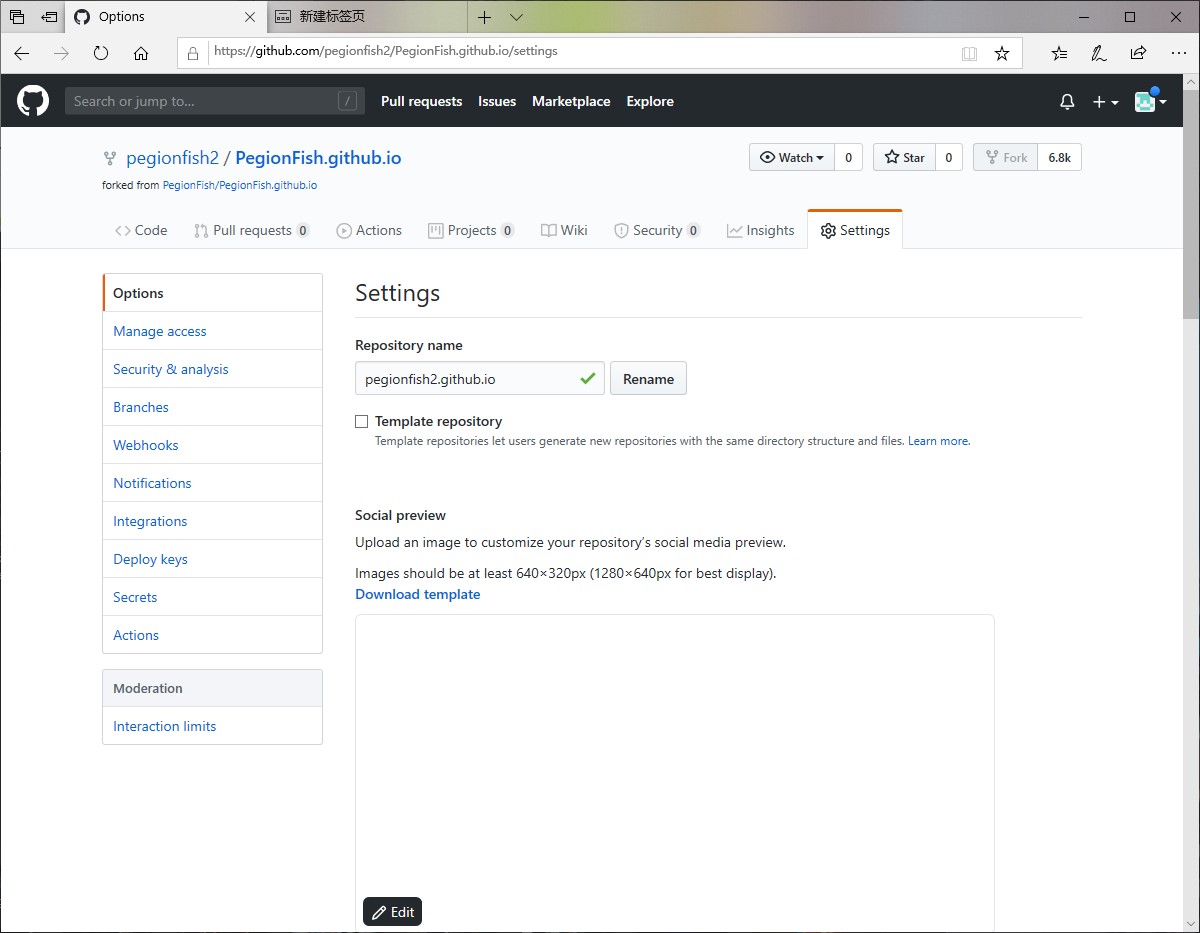 Options
新建标签页
https://github.com/pegionfish2/PegionFish.github.io/settings
Search or jump to... /
Pull requests Issues Marketplace Explore
pegionfish2 / PegionFish.github.io
Watch 0 Star 0 Fork 6.8k
forked from PegionFish/PegionFish.github.io
Code Pull requests 0 Actions Projects 0 Wiki Security 0 Insights Settings
Options
Manage access
Security & analysis
Branches
Webhooks
Notifications
Integrations
Deploy keys
Secrets
Actions
Moderation
Interaction limits
Settings
Repository name
pegionfish2.github.io Rename
Template repository
Template repositories let users generate new repositories with the same directory structure and files. Learn more.
Social preview
Upload an image to customize your repository's social media preview.
Images should be at least 640×320px (1280×640px for best display).
Download template
Edit